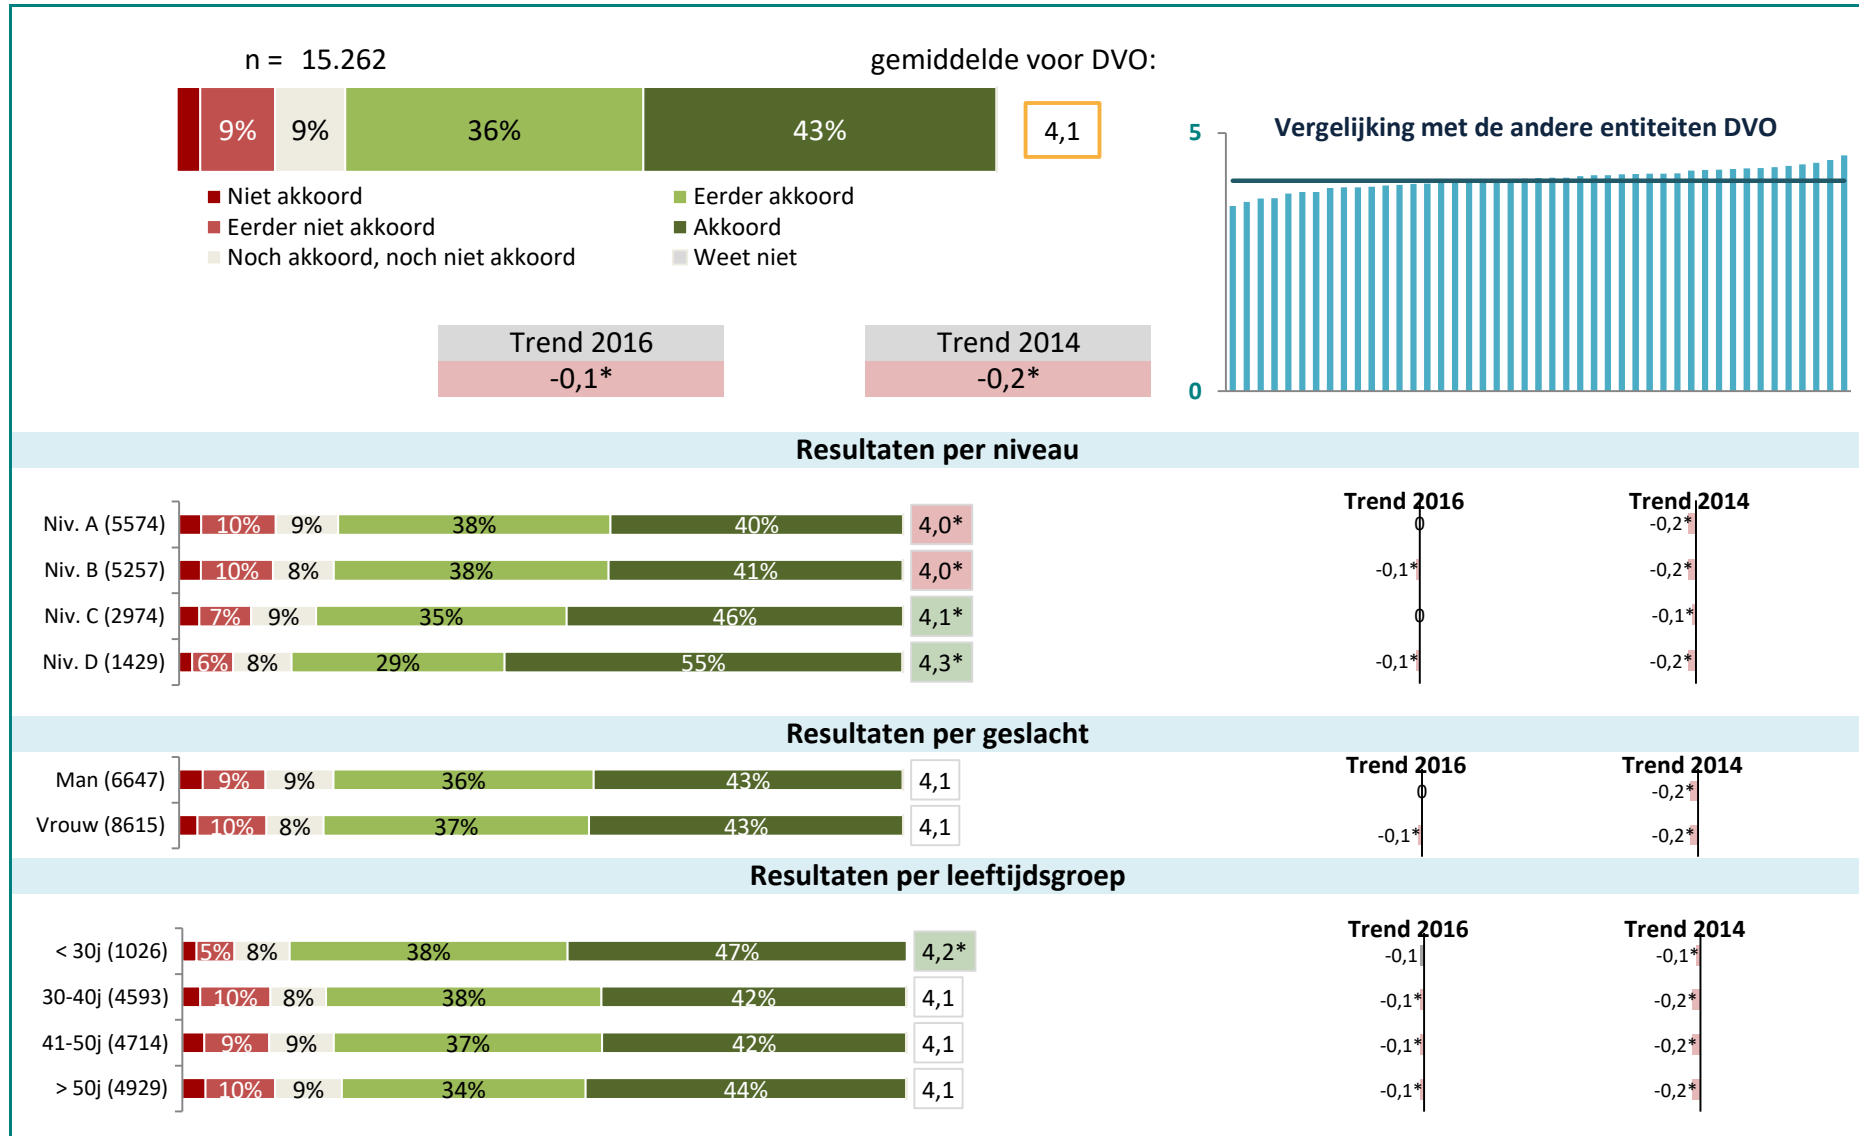 n = 15.262
gemiddelde voor DVO:
9% 9% 36% 43% 4,1
Niet akkoord
Eerder niet akkoord
Noch akkoord, noch niet akkoord
Eerder akkoord
Akkoord
Weet niet
Vergelijking met de andere entiteiten DVO
5
0
Trend 2016
-0,1*
Trend 2014
-0,2*
Resultaten per niveau
Trend 2016 Trend 2014
Niv. A (5574) 10% 9% 38% 40% 4,0* 0 -0,2*
Niv. B (5257) 10% 8% 38% 41% 4,0* -0,1* -0,2*
Niv. C (2974) 7% 9% 35% 46% 4,1* 0 -0,1*
Niv. D (1429) 6% 8% 29% 55% 4,3* -0,1* -0,2*
Resultaten per geslacht
Trend 2016 Trend 2014
Man (6647) 9% 9% 36% 43% 4,1 0 -0,2*
Vrouw (8615) 10% 8% 37% 43% 4,1 -0,1* -0,2*
Resultaten per leeftijdsgroep
Trend 2016 Trend 2014
< 30j (1026) 5% 8% 38% 47% 4,2* -0,1 -0,1*
30-40j (4593) 10% 8% 38% 42% 4,1 -0,1* -0,2*
41-50j (4714) 9% 9% 37% 42% 4,1 -0,1* -0,2*
> 50j (4929) 10% 9% 34% 44% 4,1 -0,1* -0,2*